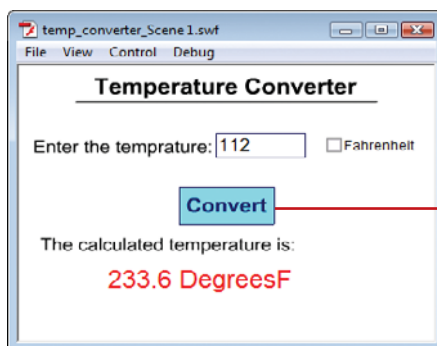 temp_converter_Scene 1.swf
File View Control Debug
Temperature Converter
Enter the temprature: 112 Fahrenheit
Convert
The calculated temperature is:
233.6 DegreesF